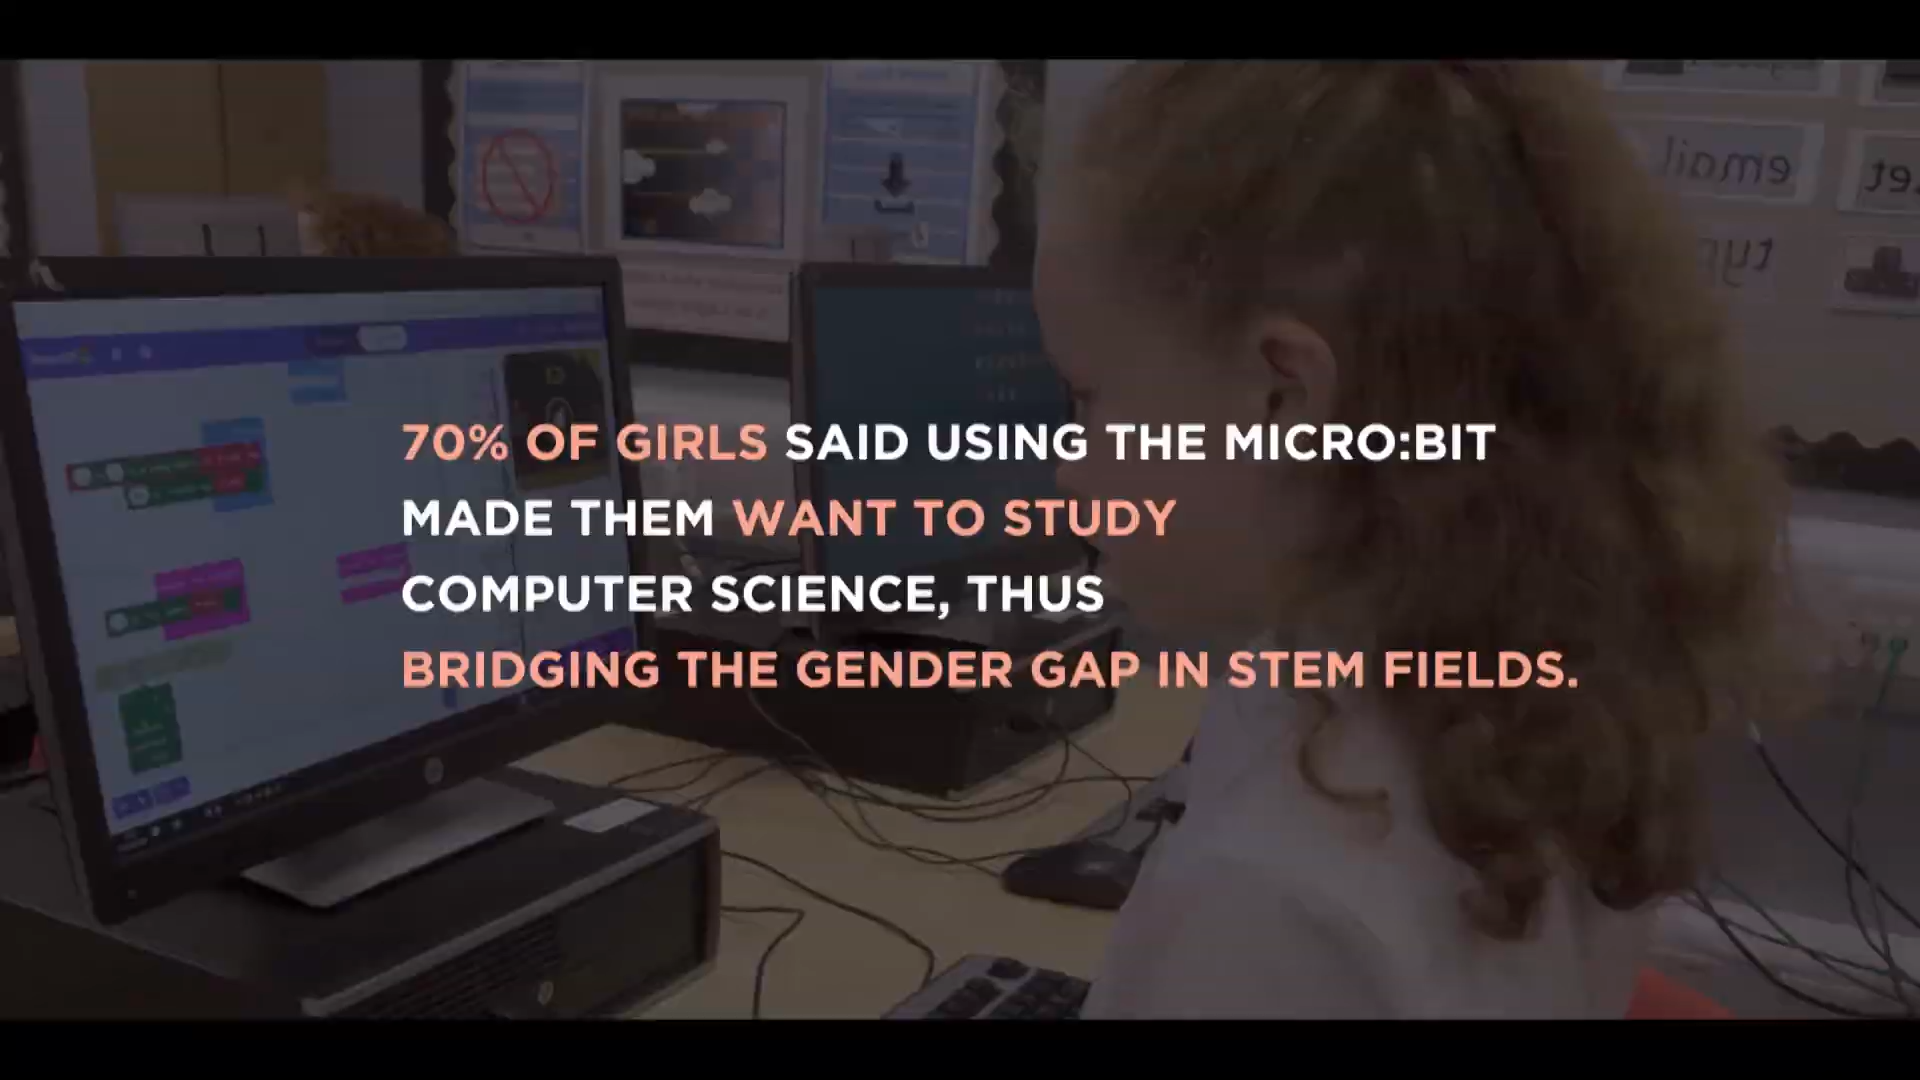 email
70% OF GIRLS SAID USING THE MICRO:BIT
MADE THEM WANT TO STUDY
COMPUTER SCIENCE, THUS
BRIDGING THE GENDER GAP IN STEM FIELDS.